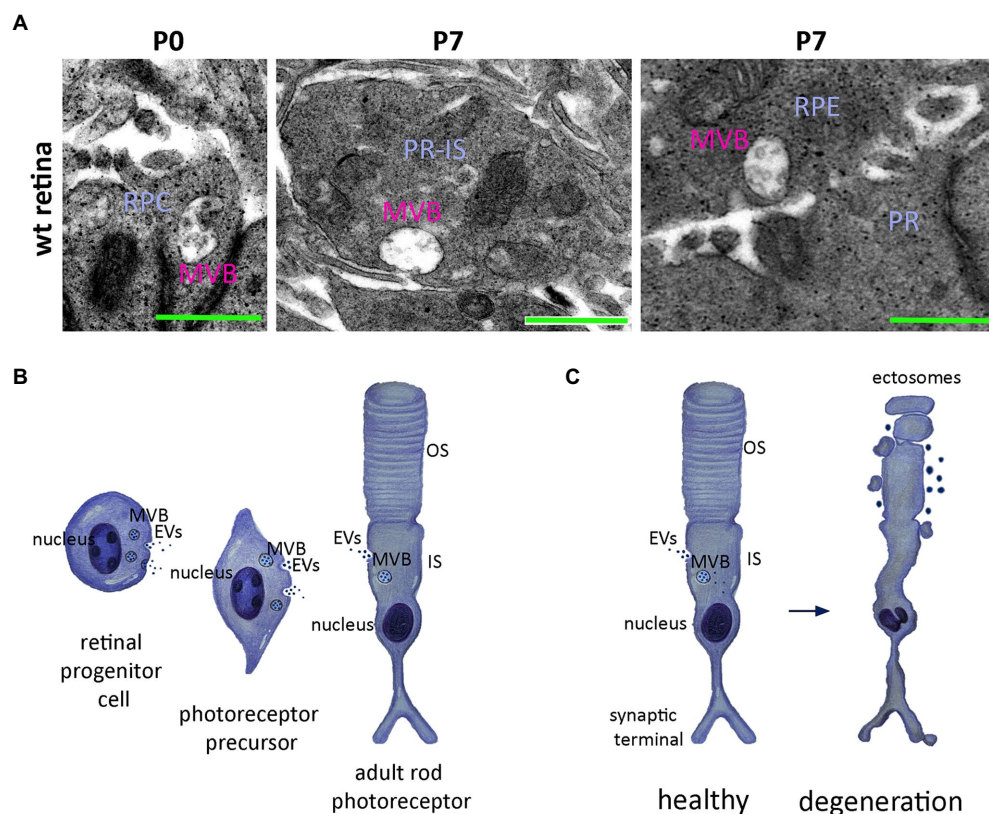 A
P0
P7
P7
wt retina
RPC
MVB
PR-IS
MVB
RPE
MVB
PR
B
OS
EVs
MVB
IS
nucleus
MVB
EVs
nucleus
MVB
EVs
nucleus
retinal
progenitor
cell
photoreceptor
precursor
adult rod
photoreceptor
C
ectosomes
OS
EVs
MVB
IS
nucleus
synaptic
terminal
healthy
degeneration